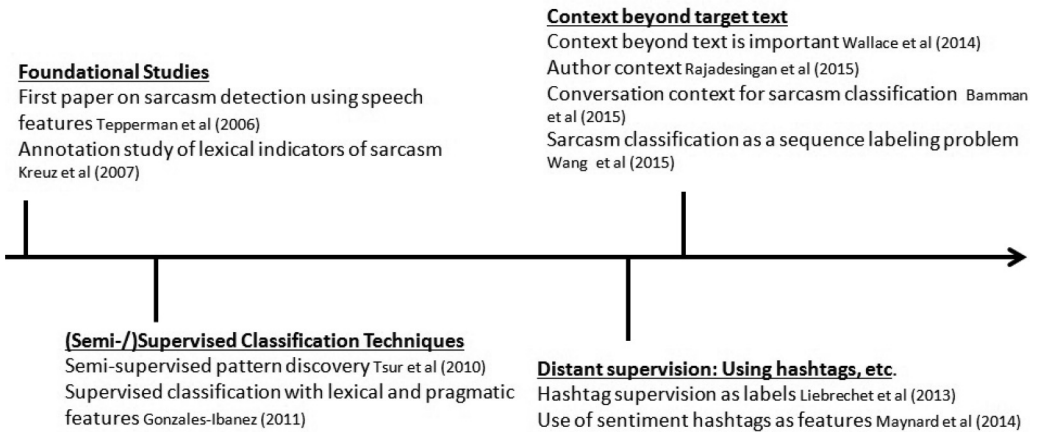 Foundational Studies
First paper on sarcasm detection using speech
features Tepperman et al (2006)
Annotation study of lexical indicators of sarcasm
Kreuz et al (2007)
Context beyond target text
Context beyond text is important Wallace et al (2014)
Author context Rajadesingan et al (2015)
Conversation context for sarcasm classification Bamman
et al (2015)
Sarcasm classification as a sequence labeling problem
Wang et al (2015)
(Semi-/)Supervised Classification Techniques
Semi-supervised pattern discovery Tsur et al (2010)
Supervised classification with lexical and pragmatic
features Gonzales-Ibanez (2011)
Distant supervision: Using hashtags, etc.
Hashtag supervision as labels Liebrechet et al (2013)
Use of sentiment hashtags as features Maynard et al (2014)